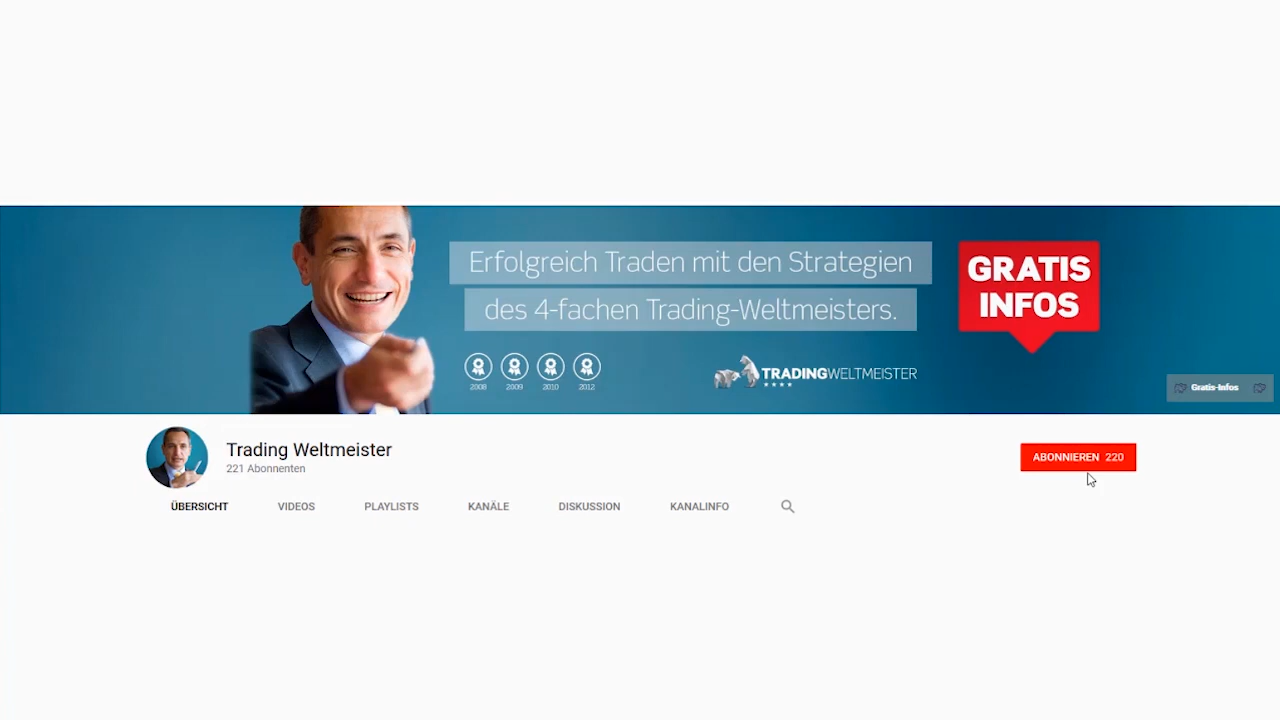 Erfolgreich Traden mit den Strategien
des 4-fachen Trading-Weltmeisters.
GRATIS
INFOS
2008 2009 2010 2012
TRADINGWELTMEISTER
Gratis-Infos
Trading Weltmeister
221 Abonnenten
ABONNIEREN 220
ÜBERSICHT VIDEOS PLAYLISTS KANÄLE DISKUSSION KANALINFO